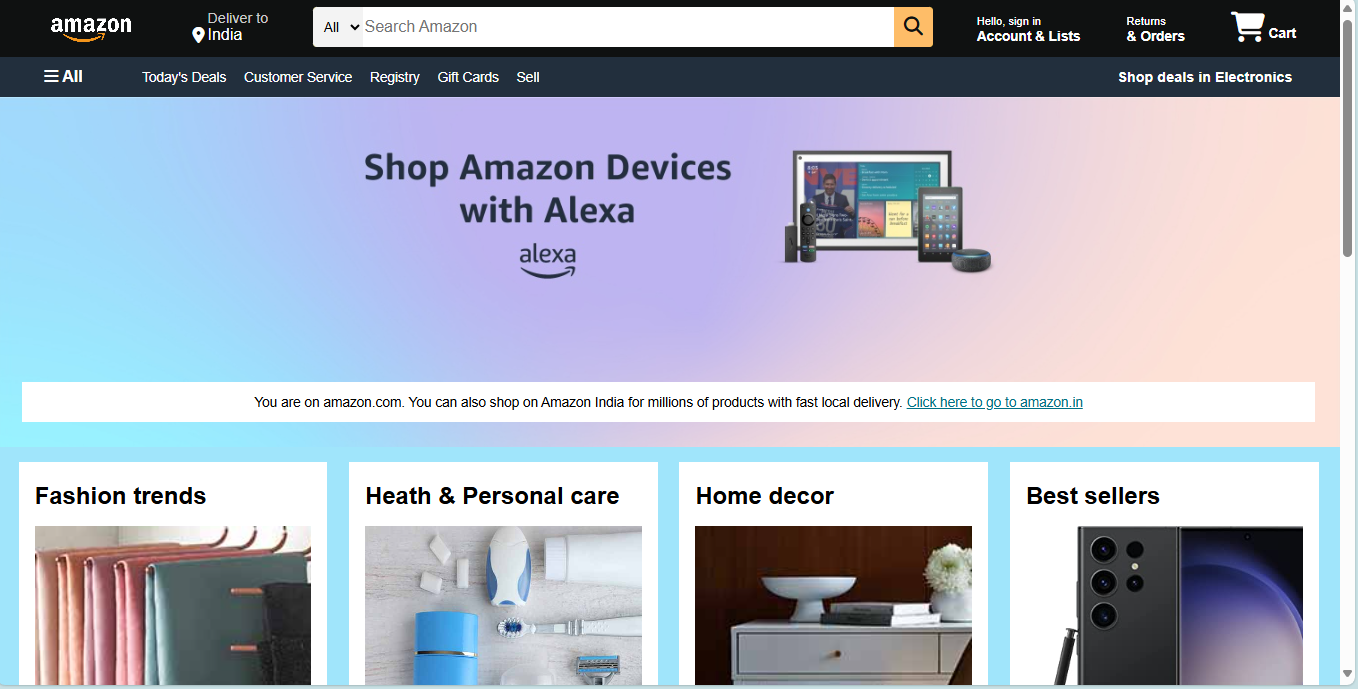 amazon
Deliver to
India
All
Search Amazon
Hello, sign in
Account & Lists
Returns
& Orders
Cart
All
Today's Deals
Customer Service
Registry
Gift Cards
Sell
Shop deals in Electronics
Shop Amazon Devices
with Alexa
alexa
You are on amazon.com. You can also shop on Amazon India for millions of products with fast local delivery. Click here to go to amazon.in
Fashion trends
Heath & Personal care
Home decor
Best sellers